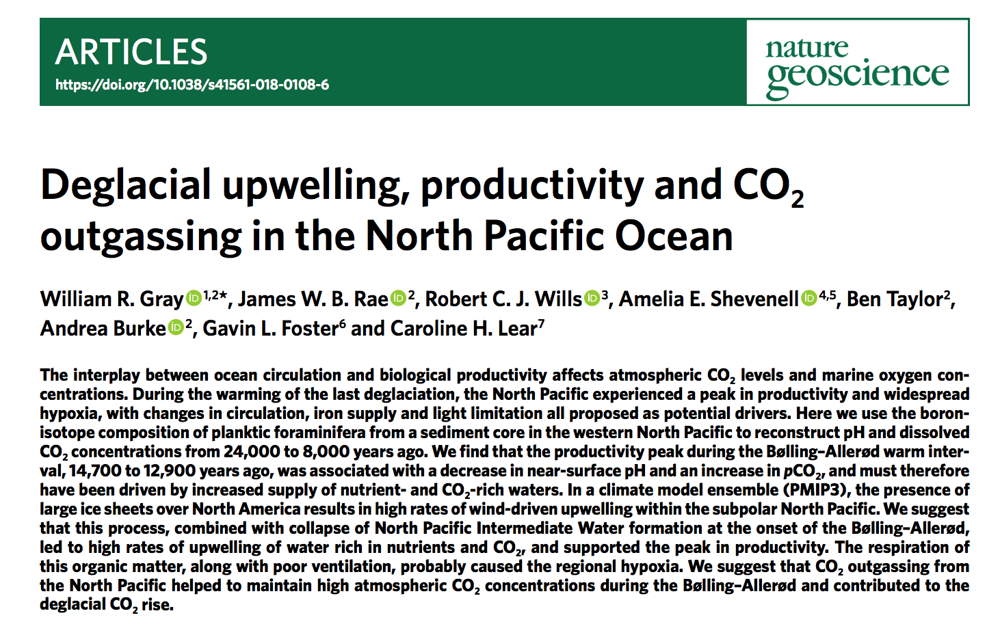 ARTICLES
https://doi.org/10.1038/s41561-018-0108-6
nature
geoscience
Deglacial upwelling, productivity and CO₂
outgassing in the North Pacific Ocean
William R. Gray iD 1,2*, James W. B. Rae iD 2, Robert C. J. Wills iD 3, Amelia E. Shevenell iD 4,5, Ben Taylor2,
Andrea Burke iD 2, Gavin L. Foster6 and Caroline H. Lear7
The interplay between ocean circulation and biological productivity affects atmospheric CO₂ levels and marine oxygen con-
centrations. During the warming of the last deglaciation, the North Pacific experienced a peak in productivity and widespread
hypoxia, with changes in circulation, iron supply and light limitation all proposed as potential drivers. Here we use the boron-
isotope composition of planktic foraminifera from a sediment core in the western North Pacific to reconstruct pH and dissolved
CO₂ concentrations from 24,000 to 8,000 years ago. We find that the productivity peak during the Bølling–Allerød warm inter-
val, 14,700 to 12,900 years ago, was associated with a decrease in near-surface pH and an increase in pCO₂, and must therefore
have been driven by increased supply of nutrient- and CO₂-rich waters. In a climate model ensemble (PMIP3), the presence of
large ice sheets over North America results in high rates of wind-driven upwelling within the subpolar North Pacific. We suggest
that this process, combined with collapse of North Pacific Intermediate Water formation at the onset of the Bølling–Allerød,
led to high rates of upwelling of water rich in nutrients and CO₂, and supported the peak in productivity. The respiration of
this organic matter, along with poor ventilation, probably caused the regional hypoxia. We suggest that CO₂ outgassing from
the North Pacific helped to maintain high atmospheric CO₂ concentrations during the Bølling–Allerød and contributed to the
deglacial CO₂ rise.